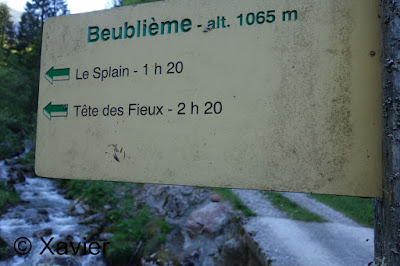 Beublième - alt. 1065 m
Le Splain - 1 h 20
Tête des Fieux - 2 h 20
© Xavier